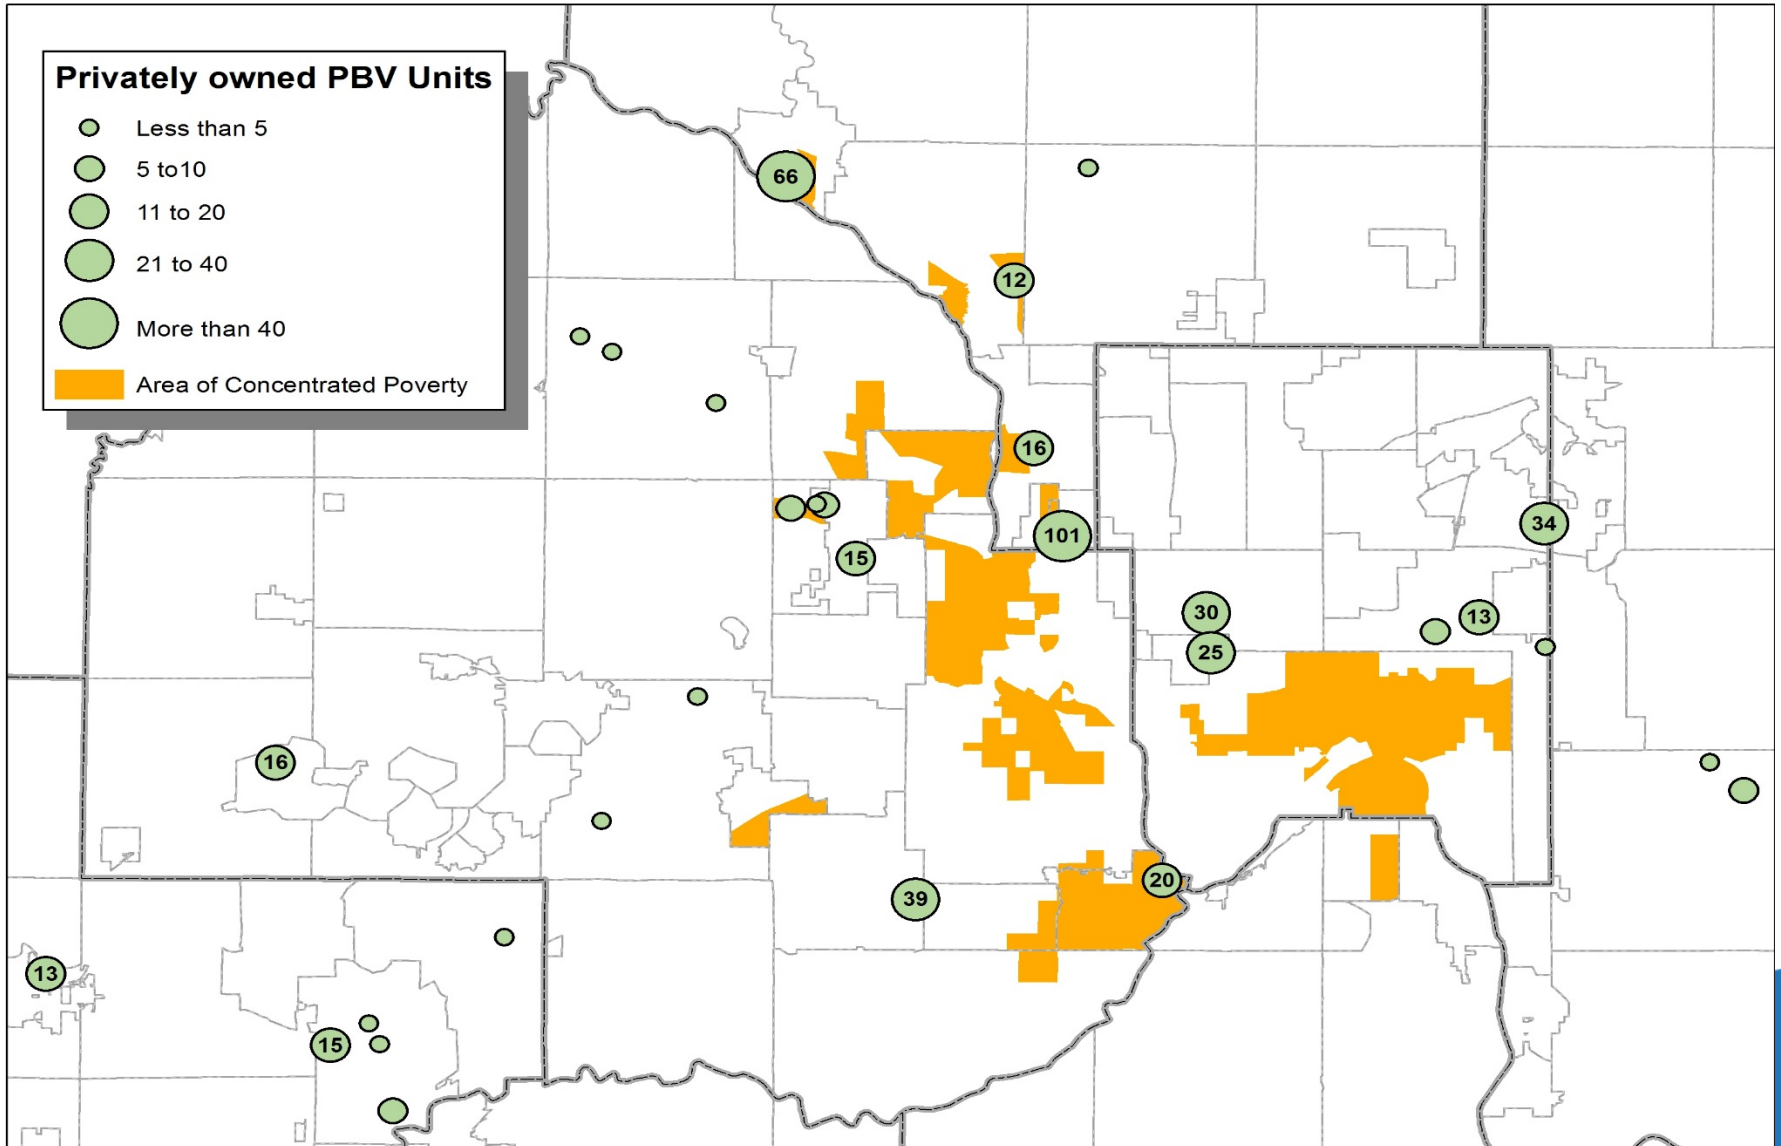 Privately owned PBV Units
Less than 5
5 to10
11 to 20
21 to 40
More than 40
Area of Concentrated Poverty
66
12
16
101
34
15
30
13
25
16
20
39
13
15